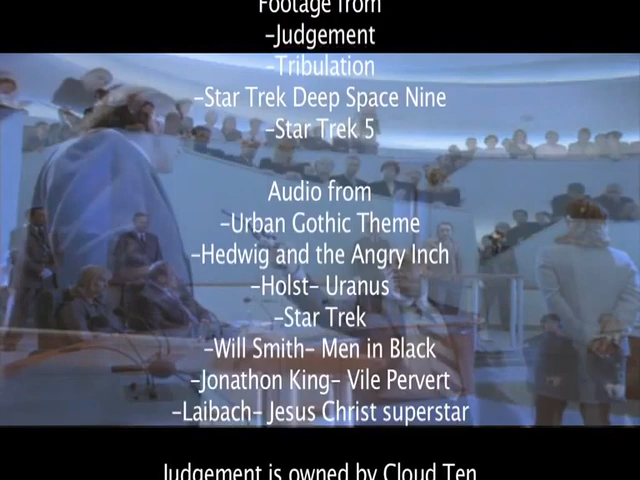 Footage from
-Judgement
-Tribulation
-Star Trek Deep Space Nine
-Star Trek 5
Audio from
-Urban Gothic Theme
-Hedwig and the Angry Inch
-Holst- Uranus
-Star Trek
-Will Smith- Men in Black
-Jonathon King- Vile Pervert
-Laibach- Jesus Christ superstar
Judgement is owned by Cloud Ten